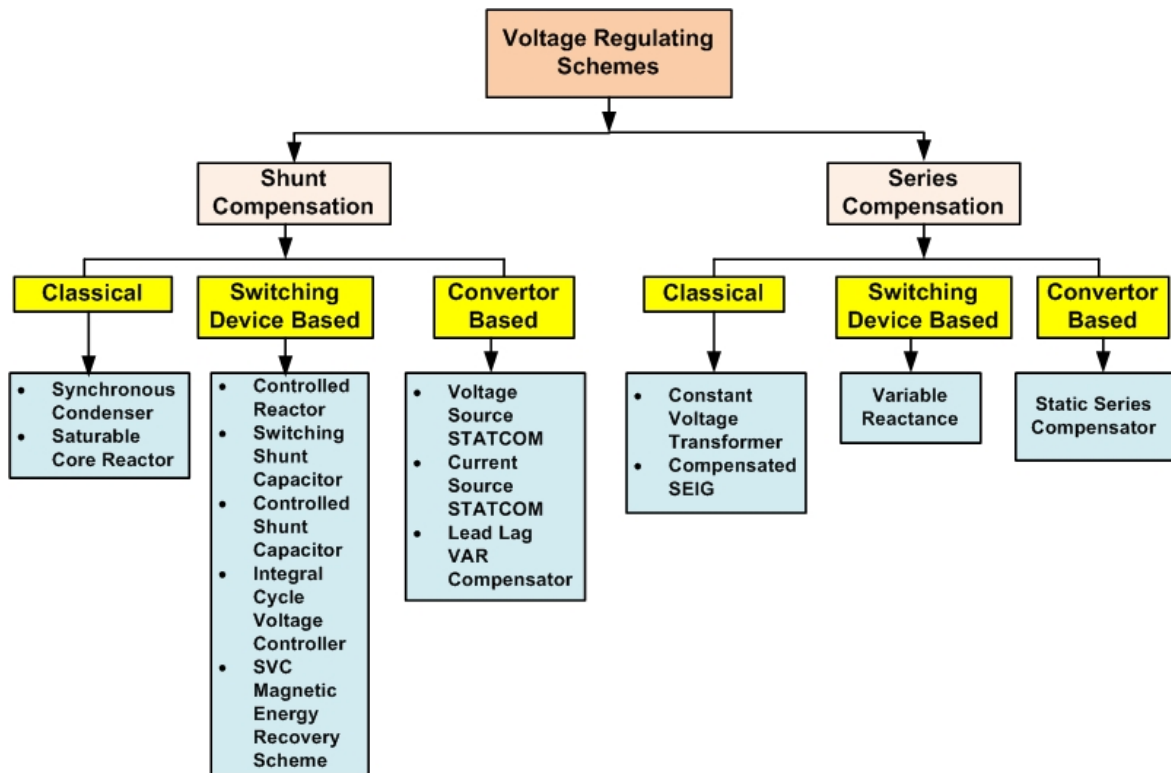 Voltage Regulating
Schemes
Shunt
Compensation
Series
Compensation
Classical
Switching
Device Based
Convertor
Based
Classical
Switching
Device Based
Convertor
Based
• Synchronous
Condenser
• Saturable
Core Reactor
• Controlled
Reactor
• Switching
Shunt
Capacitor
• Controlled
Shunt
Capacitor
• Integral
Cycle
Voltage
Controller
• SVC
Magnetic
Energy
Recovery
Scheme
• Voltage
Source
STATCOM
• Current
Source
STATCOM
• Lead Lag
VAR
Compensator
• Constant
Voltage
Transformer
• Compensated
SEIG
Variable
Reactance
Static Series
Compensator